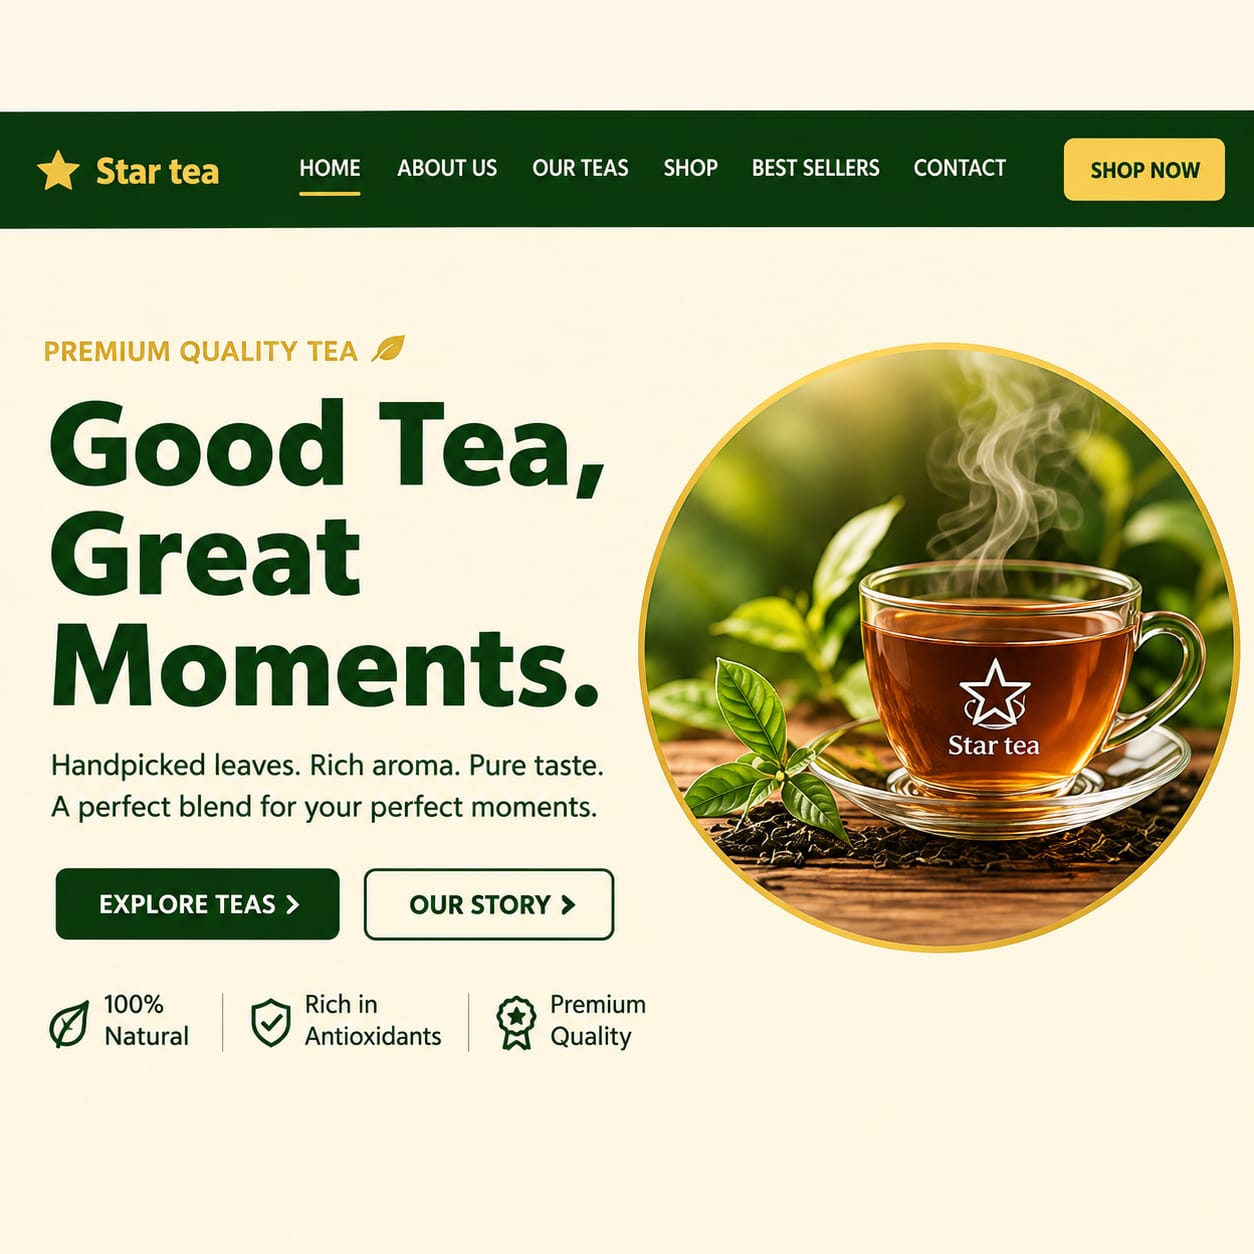 Star tea
HOME ABOUT US OUR TEAS SHOP BEST SELLERS CONTACT
SHOP NOW
PREMIUM QUALITY TEA
Good Tea,
Great
Moments.
Handpicked leaves. Rich aroma. Pure taste.
A perfect blend for your perfect moments.
EXPLORE TEAS
OUR STORY
100%
Natural
Rich in
Antioxidants
Premium
Quality
Star tea